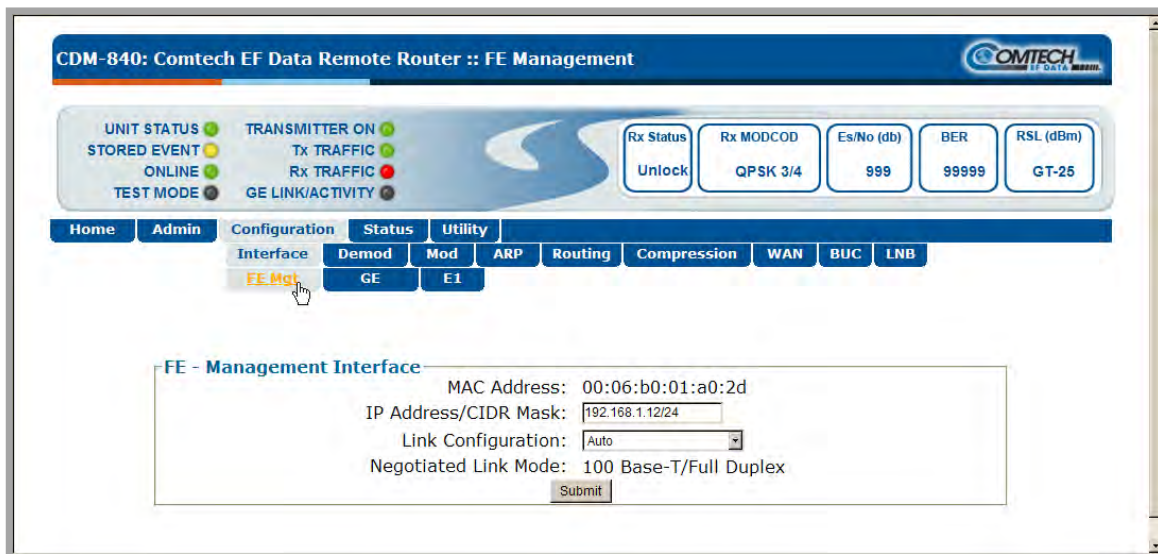 CDM-840: Comtech EF Data Remote Router :: FE Management
COMTECH
EF DATA
UNIT STATUS
STORED EVENT
ONLINE
TEST MODE
TRANSMITTER ON
Tx TRAFFIC
Rx TRAFFIC
GE LINK/ACTIVITY
Rx Status
Unlock
Rx MODCOD
QPSK 3/4
Es/No (db)
999
BER
99999
RSL (dBm)
GT-25
Home Admin Configuration Status Utility
Interface Demod Mod ARP Routing Compression WAN BUC LNB
FE Mgt GE E1
FE - Management Interface
MAC Address: 00:06:b0:01:a0:2d
IP Address/CIDR Mask: 192.168.1.12/24
Link Configuration: Auto
Negotiated Link Mode: 100 Base-T/Full Duplex
Submit